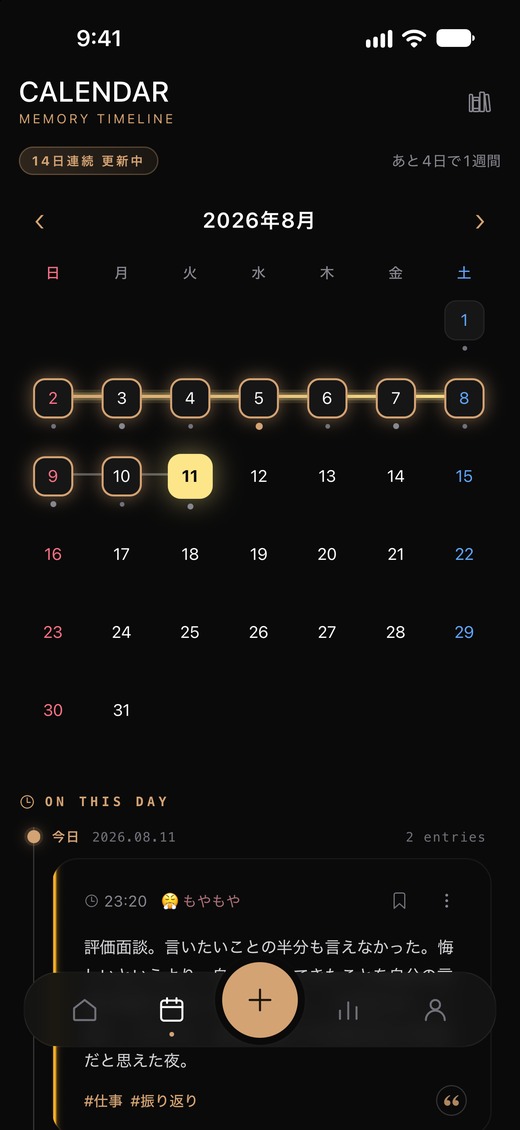 9:41
CALENDAR
MEMORY TIMELINE
14日連続 更新中
あと4日で1週間
2026年8月
日 月 火 水 木 金 土
1
2 3 4 5 6 7 8
9 10 11 12 13 14 15
16 17 18 19 20 21 22
23 24 25 26 27 28 29
30 31
ON THIS DAY
今日 2026.08.11 2 entries
23:20 😤 もやもや
評価面談。言いたいことの半分も言えなかった。悔
だと思えた夜。
#仕事 #振り返り